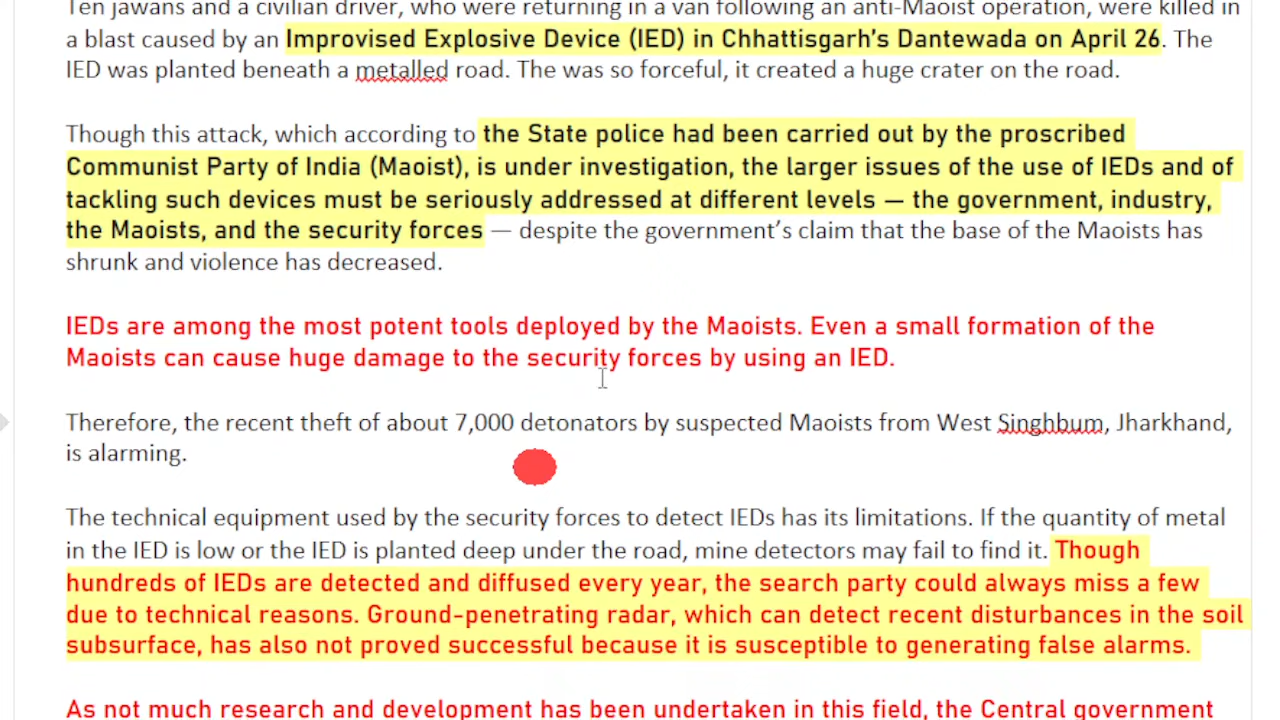 Ten jawans and a civilian driver, who were returning in a van following an anti-Maoist operation, were killed in
a blast caused by an Improvised Explosive Device (IED) in Chhattisgarh's Dantewada on April 26. The
IED was planted beneath a metalled road. The was so forceful, it created a huge crater on the road.
Though this attack, which according to the State police had been carried out by the proscribed
Communist Party of India (Maoist), is under investigation, the larger issues of the use of IEDs and of
tackling such devices must be seriously addressed at different levels — the government, industry,
the Maoists, and the security forces — despite the government's claim that the base of the Maoists has
shrunk and violence has decreased.
IEDs are among the most potent tools deployed by the Maoists. Even a small formation of the
Maoists can cause huge damage to the security forces by using an IED.
Therefore, the recent theft of about 7,000 detonators by suspected Maoists from West Singhbum, Jharkhand,
is alarming.
The technical equipment used by the security forces to detect IEDs has its limitations. If the quantity of metal
in the IED is low or the IED is planted deep under the road, mine detectors may fail to find it. Though
hundreds of IEDs are detected and diffused every year, the search party could always miss a few
due to technical reasons. Ground-penetrating radar, which can detect recent disturbances in the soil
subsurface, has also not proved successful because it is susceptible to generating false alarms.
As not much research and development has been undertaken in this field, the Central government